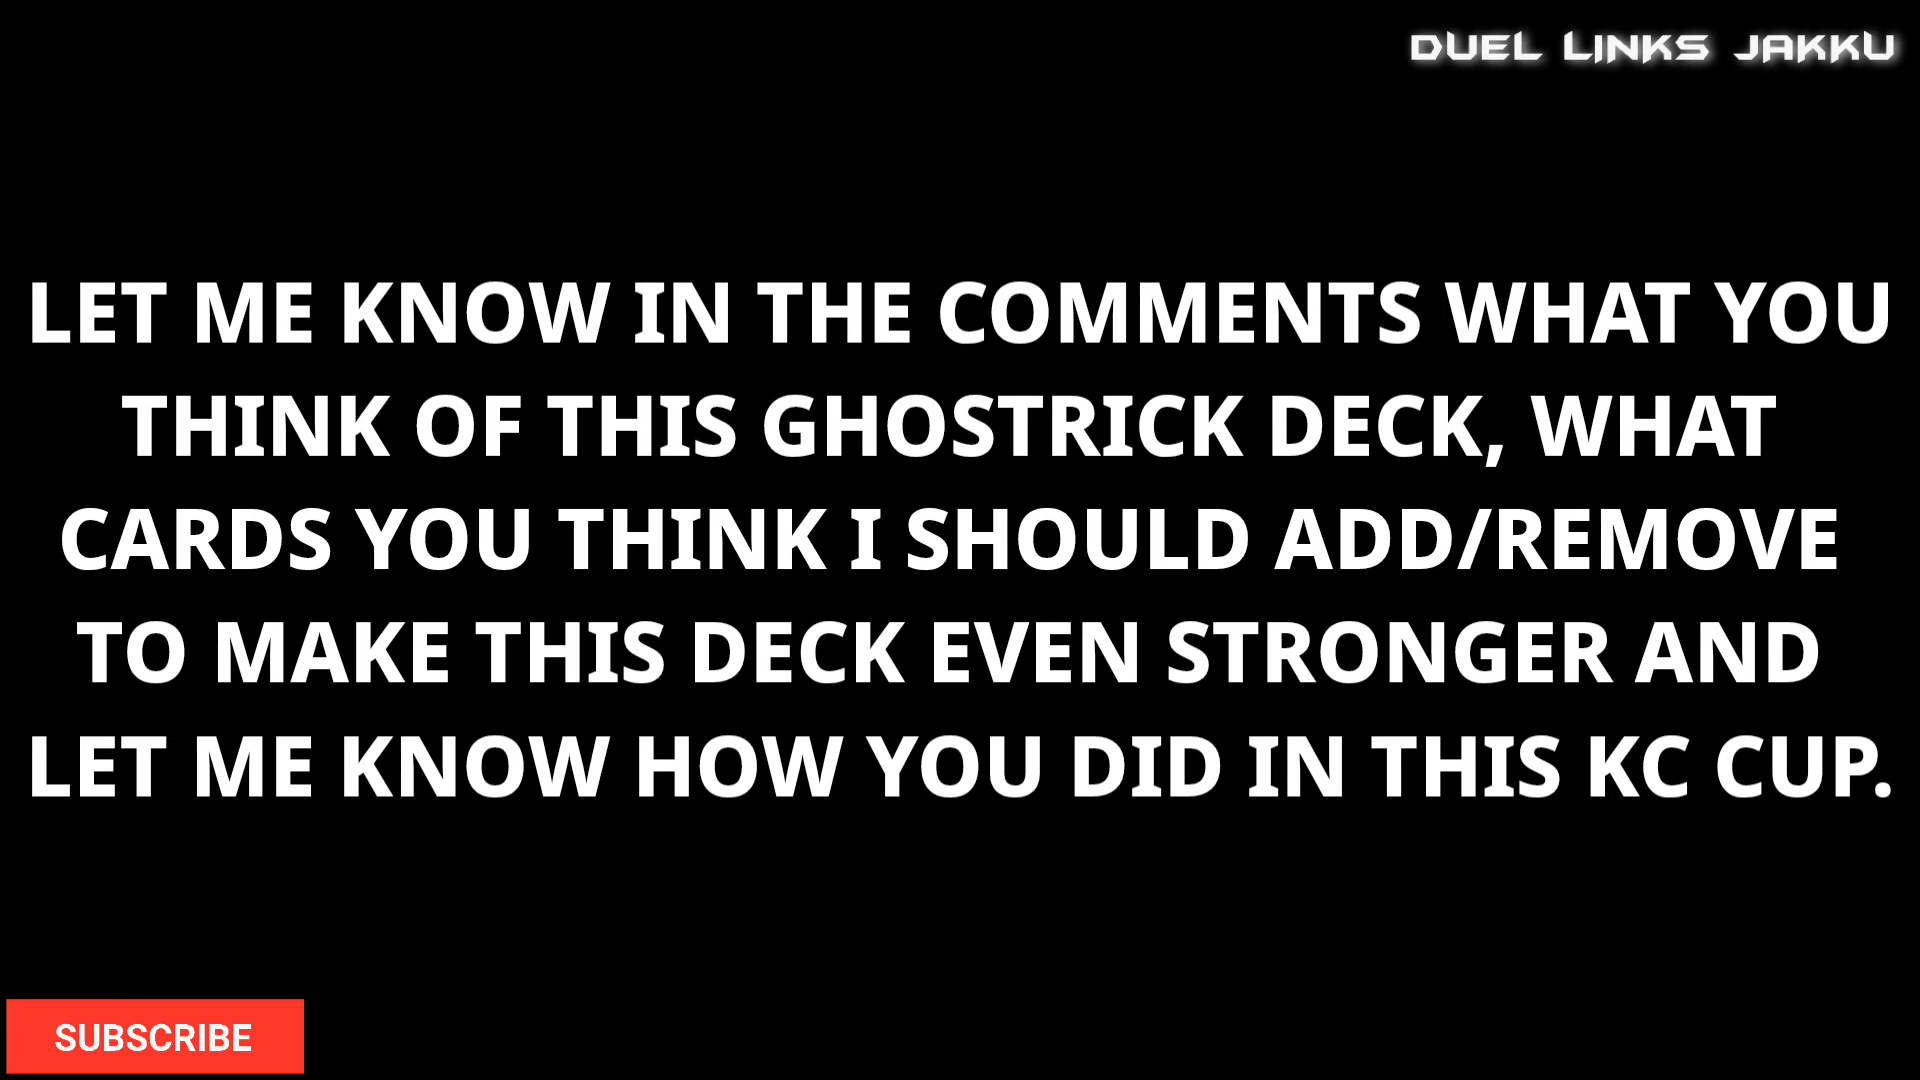 DUEL LINKS JAKKU
LET ME KNOW IN THE COMMENTS WHAT YOU
THINK OF THIS GHOSTRICK DECK, WHAT
CARDS YOU THINK I SHOULD ADD/REMOVE
TO MAKE THIS DECK EVEN STRONGER AND
LET ME KNOW HOW YOU DID IN THIS KC CUP.
SUBSCRIBE